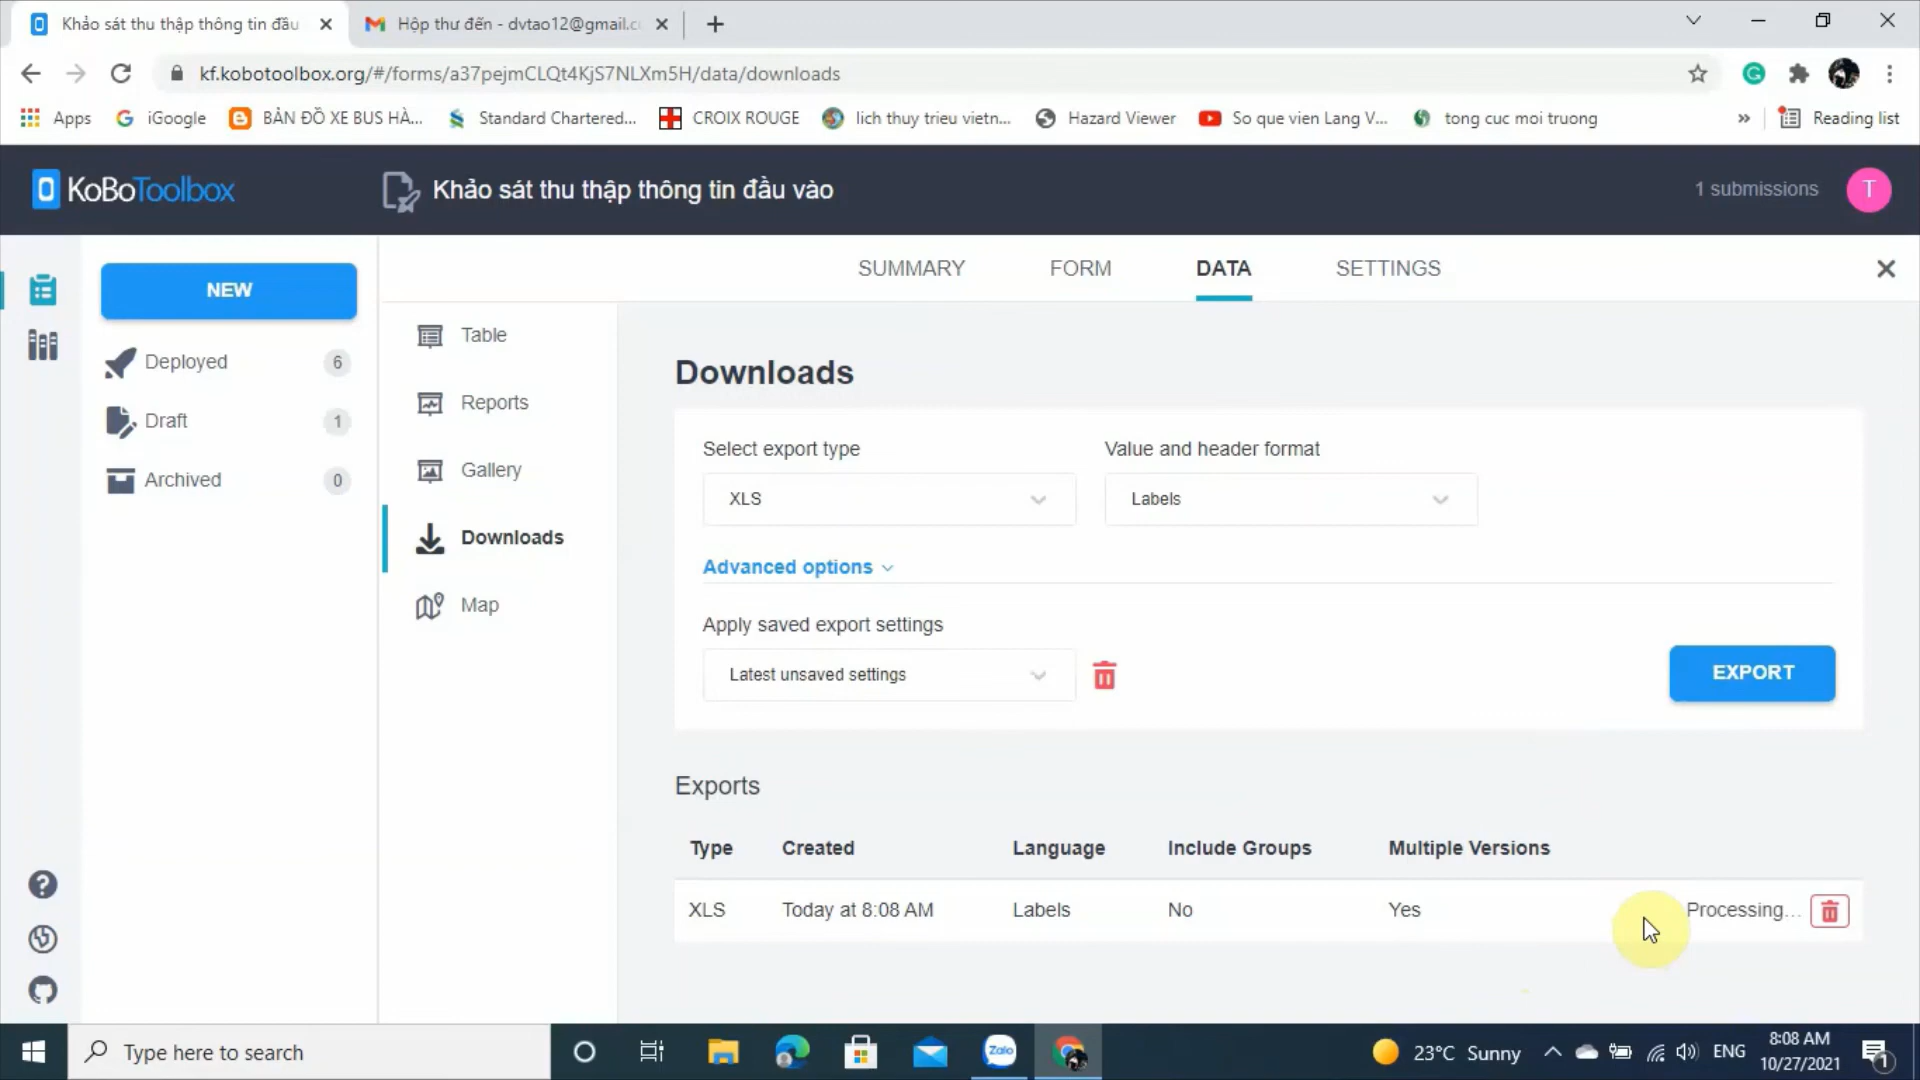 Khảo sát thu thập thông tin đầu
Hộp thư đến - dvtao12@gmail.c
kf.kobotoolbox.org/#/forms/a37pejmCLQt4KjS7NLXm5H/data/downloads
Apps
iGoogle
BẢN ĐỒ XE BUS HÀ...
Standard Chartered...
CROIX ROUGE
lich thuy trieu vietn...
Hazard Viewer
So que vien Lang V...
tong cuc moi truong
»
Reading list
KoBoToolbox
Khảo sát thu thập thông tin đầu vào
1 submissions
T
SUMMARY
FORM
DATA
SETTINGS
NEW
Deployed
6
Draft
1
Archived
0
Table
Reports
Gallery
Downloads
Map
Downloads
Select export type
Value and header format
XLS
Labels
Advanced options
Apply saved export settings
Latest unsaved settings
EXPORT
Exports
Type
Created
Language
Include Groups
Multiple Versions
XLS
Today at 8:08 AM
Labels
No
Yes
Processing...
Type here to search
Zalo
23°C Sunny
ENG
8:08 AM
10/27/2021
1